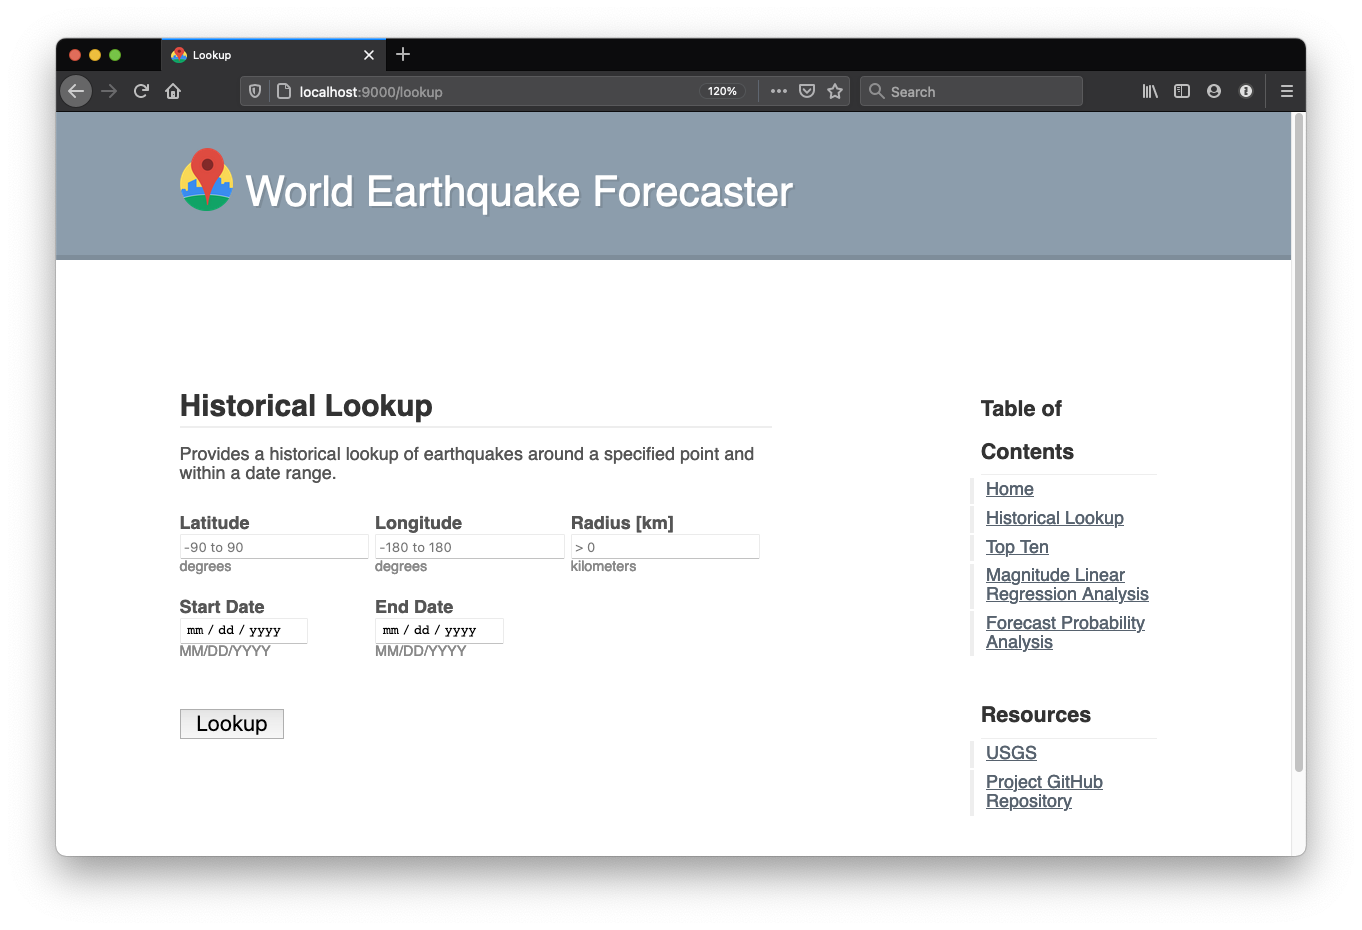 Lookup
localhost:9000/lookup
120%
Search
World Earthquake Forecaster
Historical Lookup
Provides a historical lookup of earthquakes around a specified point and
within a date range.
Latitude Longitude Radius [km]
-90 to 90 -180 to 180 > 0
degrees degrees kilometers
Start Date End Date
mm / dd / yyyy mm / dd / yyyy
MM/DD/YYYY MM/DD/YYYY
Lookup
Table of
Contents
Home
Historical Lookup
Top Ten
Magnitude Linear
Regression Analysis
Forecast Probability
Analysis
Resources
USGS
Project GitHub
Repository